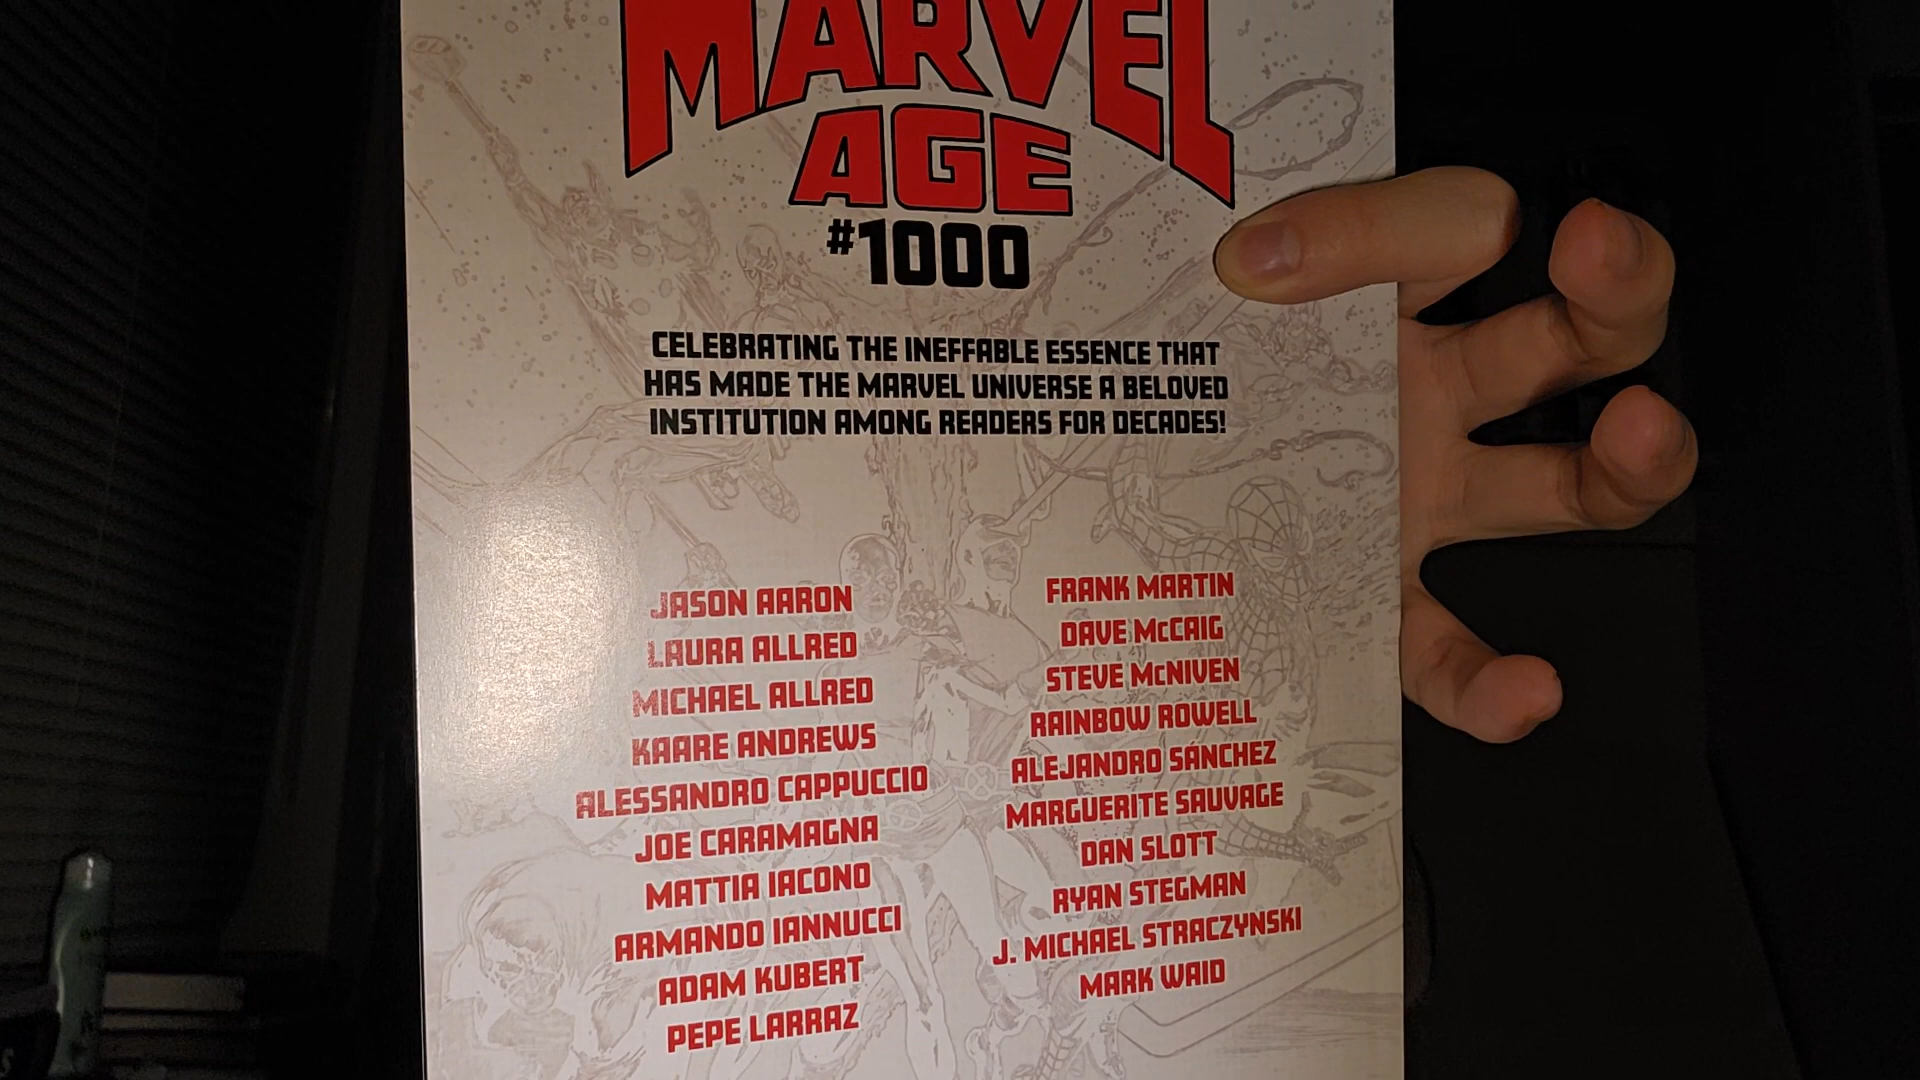 MARVEL
AGE
#1000
CELEBRATING THE INEFFABLE ESSENCE THAT
HAS MADE THE MARVEL UNIVERSE A BELOVED
INSTITUTION AMONG READERS FOR DECADES!
JASON AARON
LAURA ALLRED
MICHAEL ALLRED
KAARE ANDREWS
ALESSANDRO CAPPUCCIO
JOE CARAMAGNA
MATTIA IACONO
ARMANDO IANNUCCI
ADAM KUBERT
PEPE LARRAZ
FRANK MARTIN
DAVE McCAIG
STEVE McNIVEN
RAINBOW ROWELL
ALEJANDRO SÁNCHEZ
MARGUERITE SAUVAGE
DAN SLOTT
RYAN STEGMAN
J. MICHAEL STRACZYNSKI
MARK WAID